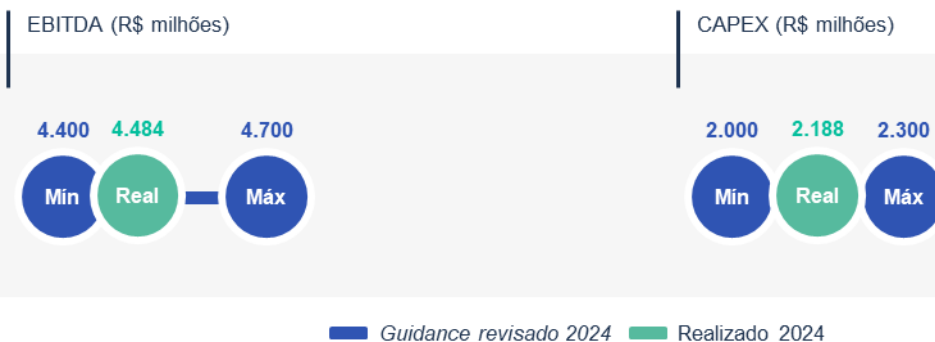 EBITDA (R$ milhões)
4.400 4.484 4.700
Mín Real Máx
CAPEX (R$ milhões)
2.000 2.188 2.300
Mín Real Máx
Guidance revisado 2024 Realizado 2024